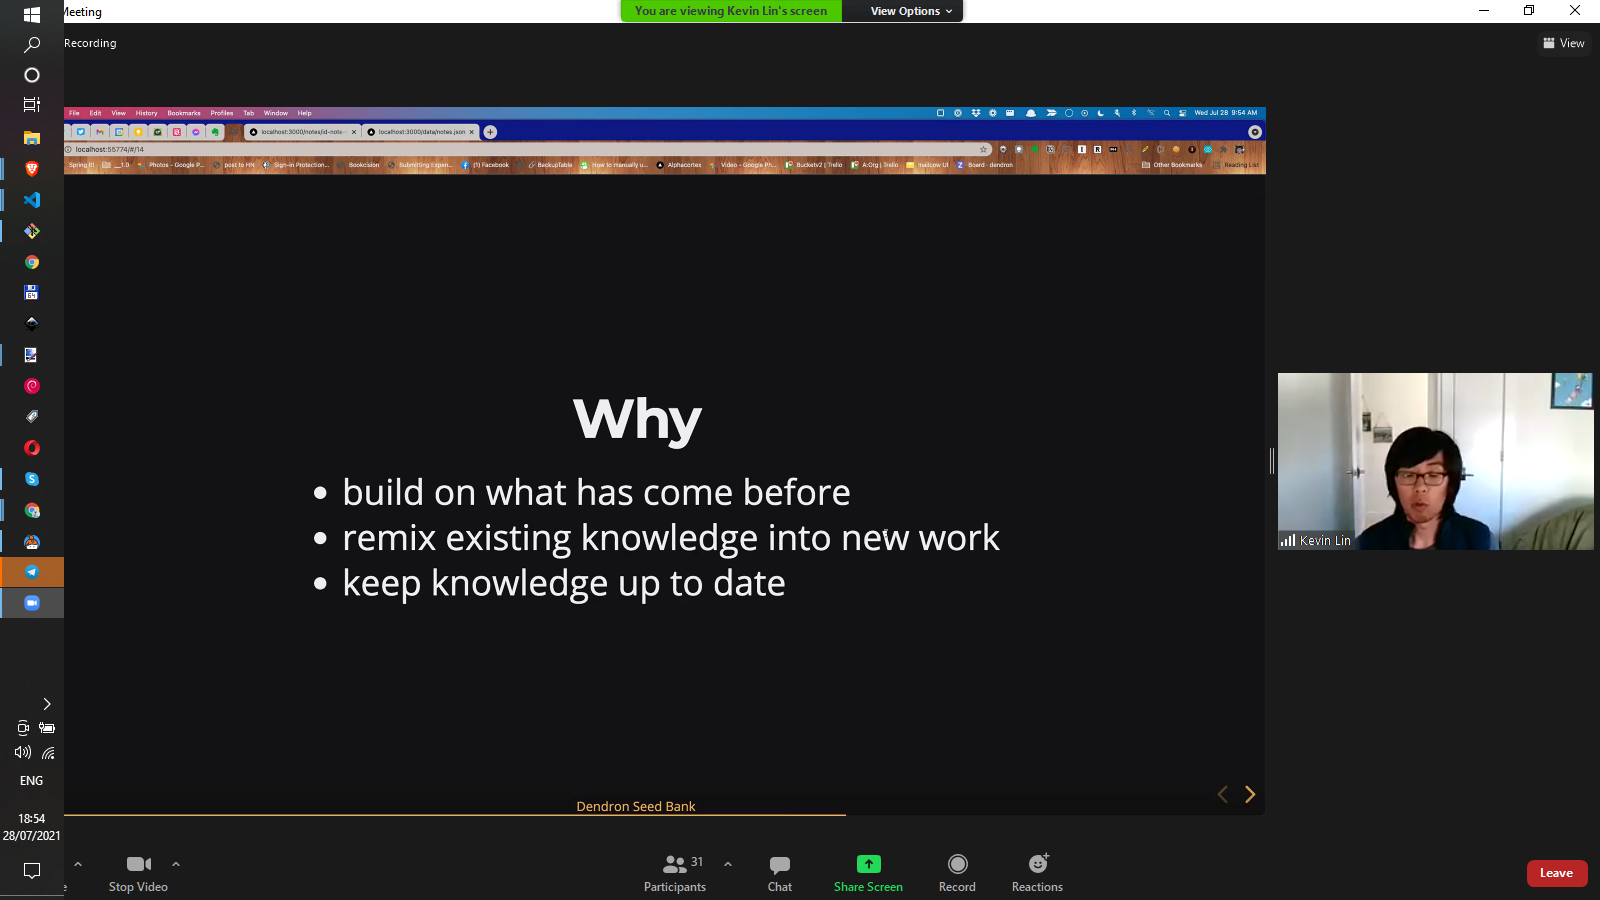 Meeting
You are viewing Kevin Lin's screen
View Options
Recording
View
File Edit View History Bookmarks Profiles Tab Window Help
Wed Jul 28 9:54 AM
localhost:3000/notes/id-note-
localhost:3000/data/notes.json
localhost:55774/#/14
Spring It! __1.0 Photos - Google P... post to HN Sign-in Protection... Bookcision Submitting Expen... (1) Facebook BackupTable How to manually u... Alphacortex Video - Google Ph... Bucketv2 | Trello A:Org | Trello mailcow UI Board - dendron Other Bookmarks Reading List
Why
• build on what has come before
• remix existing knowledge into new work
• keep knowledge up to date
Kevin Lin
Dendron Seed Bank
64
ENG
18:54
28/07/2021
Stop Video
31
Participants
Chat
Share Screen
Record
Reactions
Leave